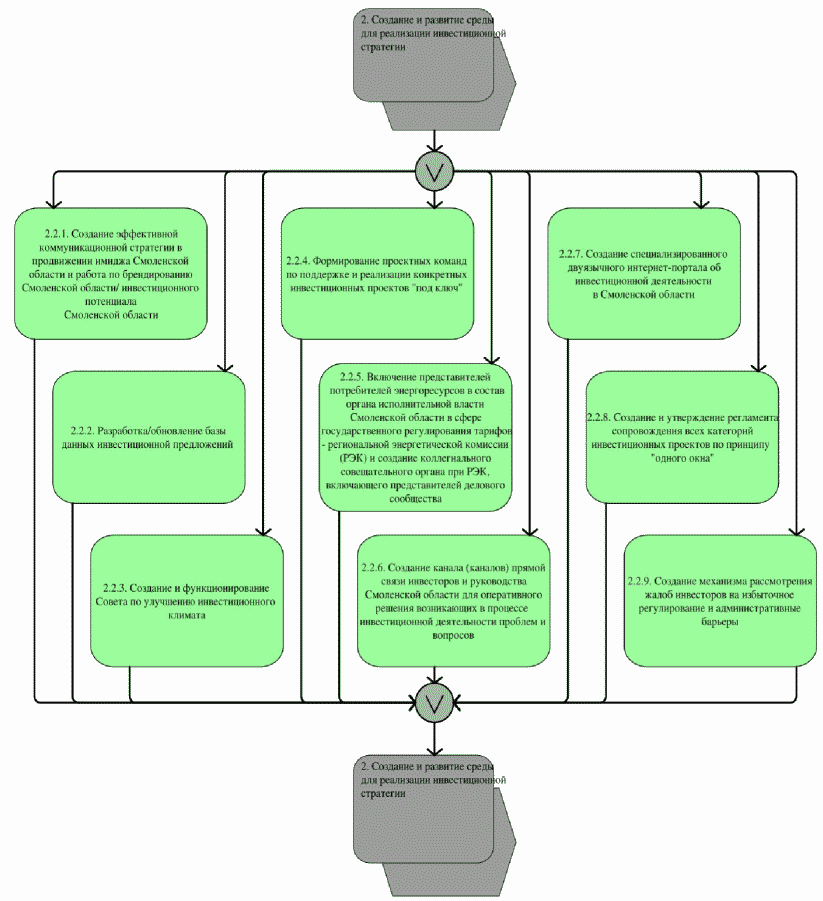 2. Создание и развитие среды
для реализации инвестиционной
стратегии
2.2.1. Создание эффективной
коммуникационной стратегии в
продвижении имиджа Смоленской
области и работа по брендированию
Смоленской области/ инвестиционного
потенциала
Смоленской области
2.2.4. Формирование проектных команд
по поддержке и реализации конкретных
инвестиционных проектов "под ключ"
2.2.7. Создание специализированного
двуязычного интернет-портала об
инвестиционной деятельности
в Смоленской области
2.2.2. Разработка/обновление базы
данных инвестиционной предложений
2.2.5. Включение представителей
потребителей энергоресурсов в состав
органа исполнительной власти
Смоленской области в сфере
государственного регулирования тарифов
- региональной энергетической комиссии
(РЭК) и создание коллегиального
совещательного органа при РЭК,
включающего представителей делового
сообщества
2.2.8. Создание и утверждение регламента
сопровождения всех категорий
инвестиционных проектов по принципу
"одного окна"
2.2.3. Создание и функционирование
Совета по улучшению инвестиционного
климата
2.2.6. Создание канала (каналов) прямой
связи инвесторов и руководства
Смоленской области для оперативного
решения возникающих в процессе
инвестиционной деятельности проблем и
вопросов
2.2.9. Создание механизма рассмотрения
жалоб инвесторов на избыточное
регулирование и административные
барьеры
2. Создание и развитие среды
для реализации инвестиционной
стратегии